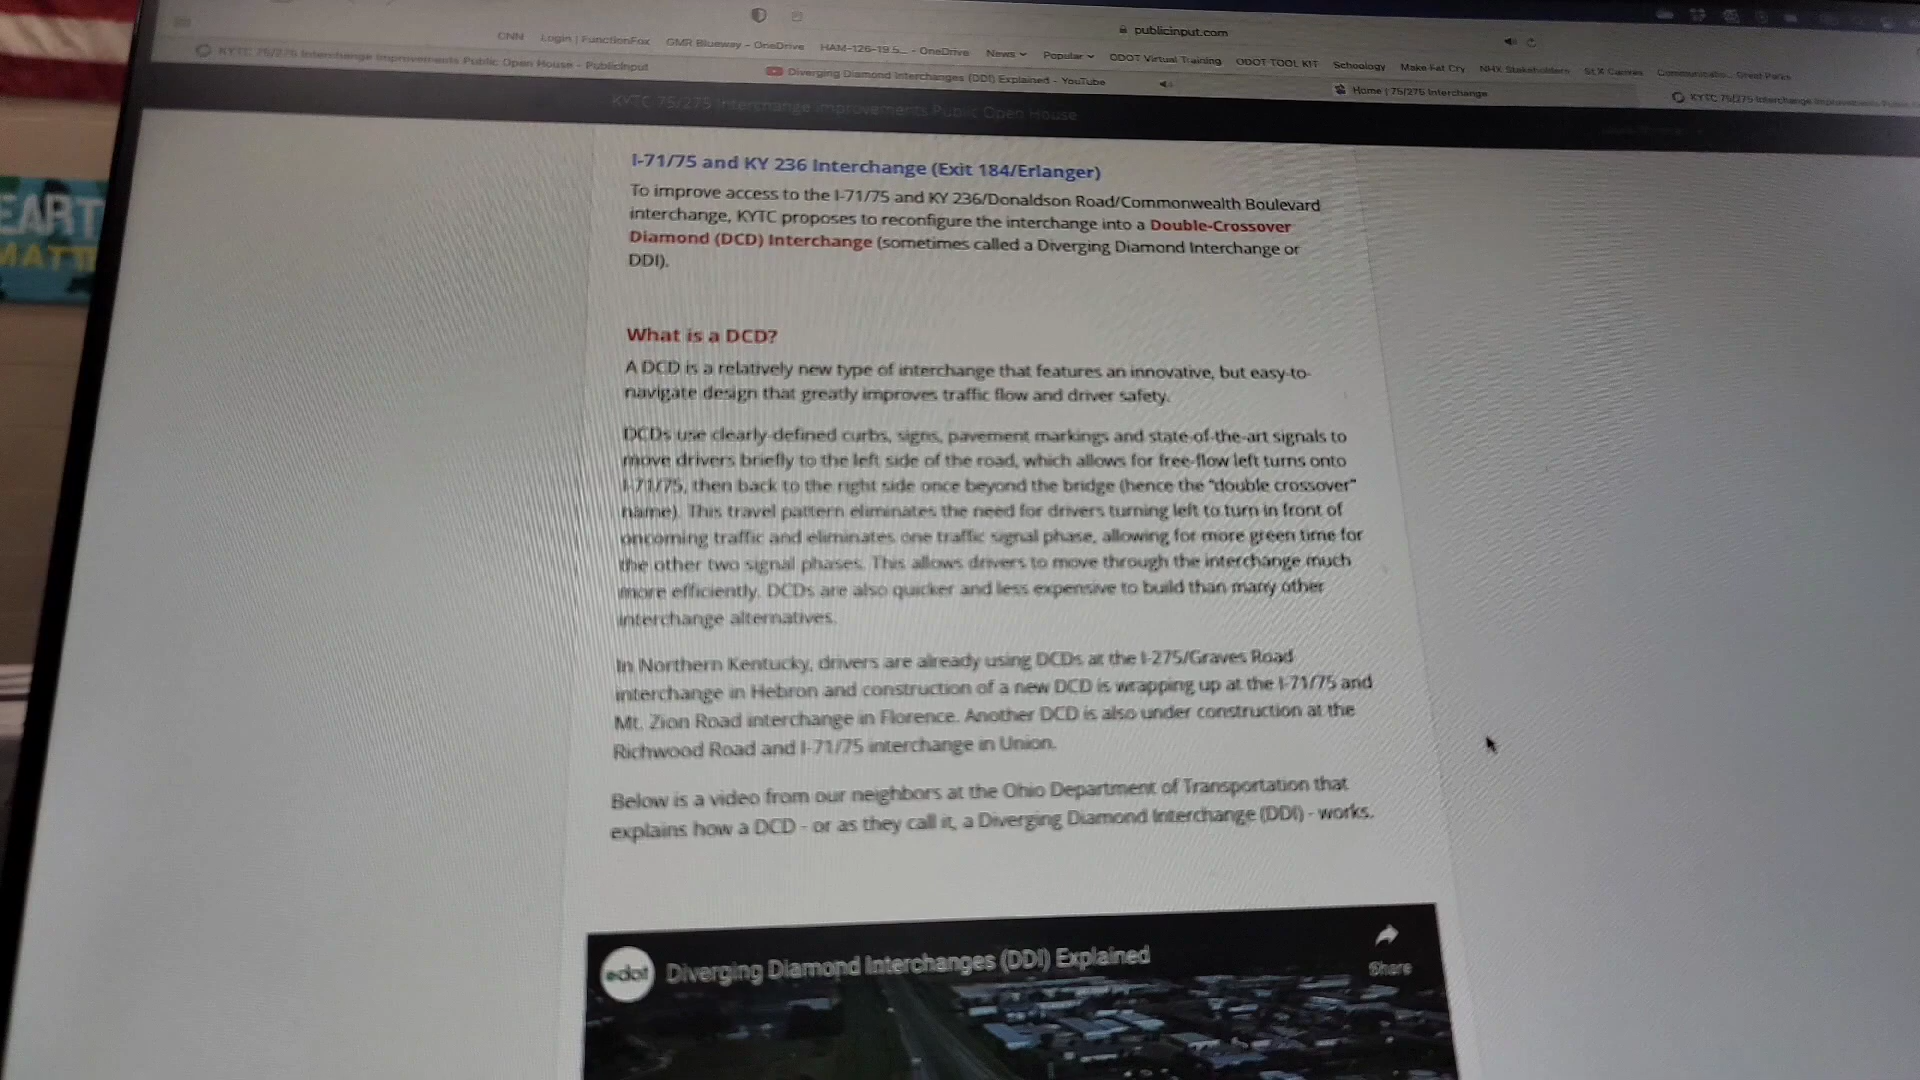 EART
MATT
publicinput.com
CNN
Login | FunctionFox
GMR Blueway - OneDrive
HAM-126-19.5... - OneDrive
News
Popular
ODOT Virtual Training
ODOT TOOL KIT
Schoology
Make Fat Cry
NHX Stakeholders
St.X Canvas
KYTC 75/275 Interchange Improvements Public Open House - PublicInput
Diverging Diamond Interchanges (DDI) Explained - YouTube
Home | 75/275 Interchange
KYTC 75/275 Interchange Improvements
KYTC 75/275 Interchange Improvements Public Open House
I-71/75 and KY 236 Interchange (Exit 184/Erlanger)
To improve access to the I-71/75 and KY 236/Donaldson Road/Commonwealth Boulevard
interchange, KYTC proposes to reconfigure the interchange into a Double-Crossover
Diamond (DCD) Interchange (sometimes called a Diverging Diamond Interchange or
DDI).
What is a DCD?
A DCD is a relatively new type of interchange that features an innovative, but easy-to-
navigate design that greatly improves traffic flow and driver safety.
DCDs use clearly-defined curbs, signs, pavement markings and state-of-the-art signals to
move drivers briefly to the left side of the road, which allows for free-flow left turns onto
I-71/75, then back to the right side once beyond the bridge (hence the "double crossover"
name). This travel pattern eliminates the need for drivers turning left to turn in front of
oncoming traffic and eliminates one traffic signal phase, allowing for more green time for
the other two signal phases. This allows drivers to move through the interchange much
more efficiently. DCDs are also quicker and less expensive to build than many other
interchange alternatives.
In Northern Kentucky, drivers are already using DCDs at the I-275/Graves Road
interchange in Hebron and construction of a new DCD is wrapping up at the I-71/75 and
Mt. Zion Road interchange in Florence. Another DCD is also under construction at the
Richwood Road and I-71/75 interchange in Union.
Below is a video from our neighbors at the Ohio Department of Transportation that
explains how a DCD - or as they call it, a Diverging Diamond Interchange (DDI) - works.
Diverging Diamond Interchanges (DDI) Explained
Share